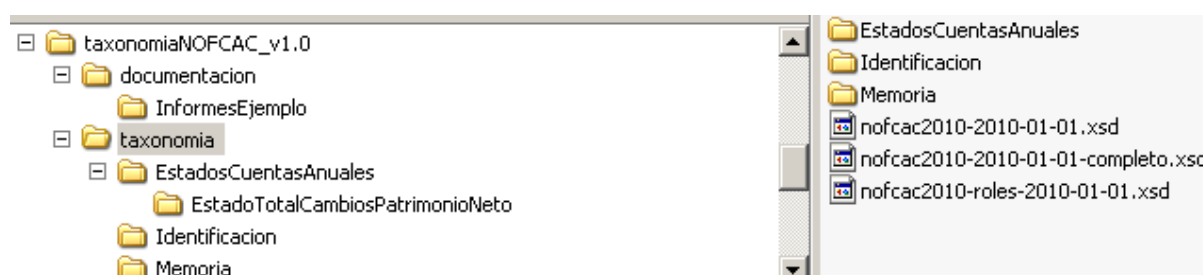 taxonomiaNOFCAC_v1.0
documentacion
InformesEjemplo
taxonomia
EstadosCuentasAnuales
EstadoTotalCambiosPatrimonioNeto
Identificacion
Memoria
EstadosCuentasAnuales
Identificacion
Memoria
nofcac2010-2010-01-01.xsd
nofcac2010-2010-01-01-completo.xsd
nofcac2010-roles-2010-01-01.xsd